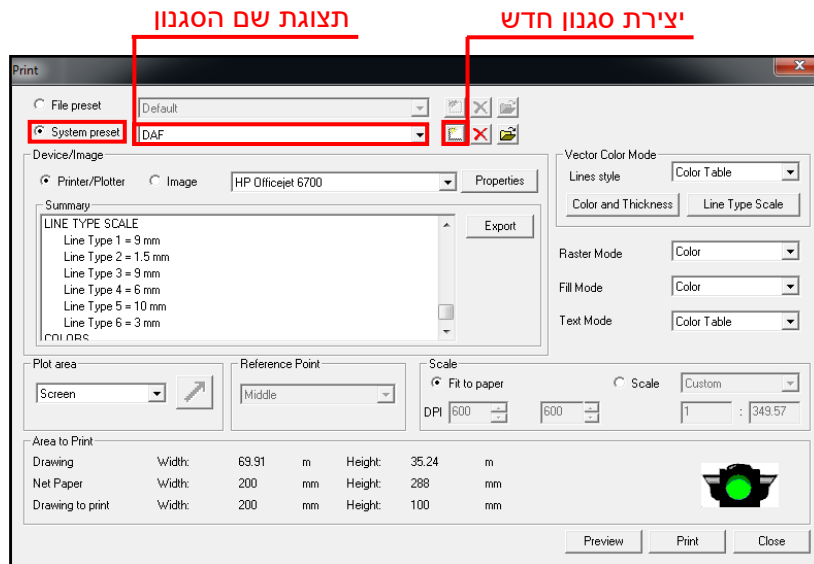 יצירת סגנון חדש
תצוגת שם הסגנון
Print
File preset Default
System preset DAF
Device/Image
Printer/Plotter Image HP Officejet 6700 Properties
Summary
LINE TYPE SCALE
Line Type 1 = 9 mm
Line Type 2 = 1.5 mm
Line Type 3 = 9 mm
Line Type 4 = 6 mm
Line Type 5 = 10 mm
Line Type 6 = 3 mm
COLORS
Export
Vector Color Mode
Lines style Color Table
Color and Thickness Line Type Scale
Raster Mode Color
Fill Mode Color
Text Mode Color Table
Plot area
Screen
Reference Point
Middle
Scale
Fit to paper Scale Custom
DPI 600 600 1 : 349.57
Area to Print
Drawing Width: 69.91 m Height: 35.24 m
Net Paper Width: 200 mm Height: 288 mm
Drawing to print Width: 200 mm Height: 100 mm
Preview Print Close